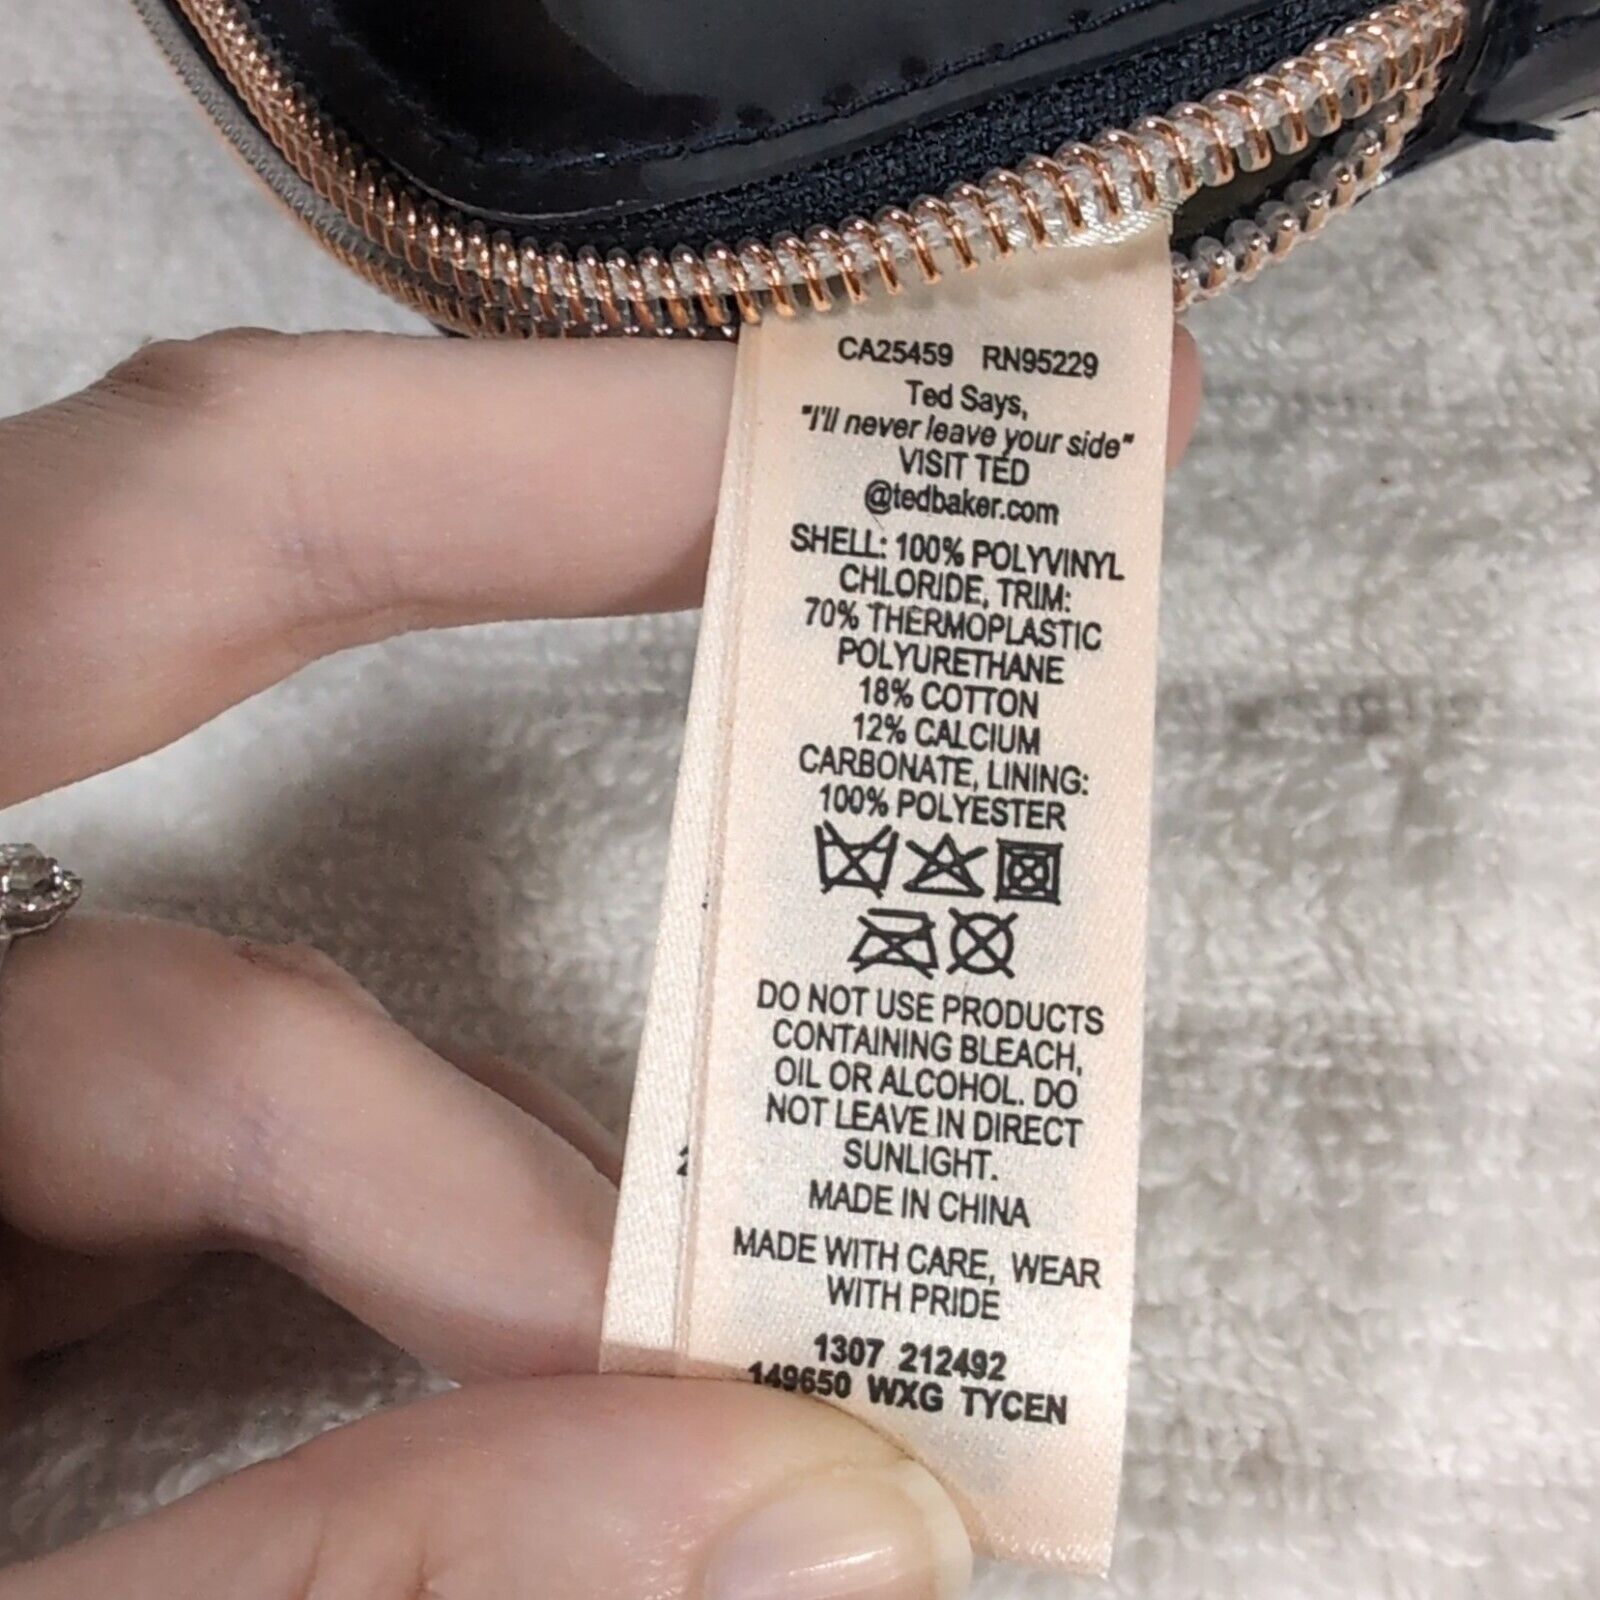 CA25459 RN95229
Ted Says,
"I'll never leave your side"
VISIT TED
@tedbaker.com
SHELL: 100% POLYVINYL
CHLORIDE, TRIM:
70% THERMOPLASTIC
POLYURETHANE
18% COTTON
12% CALCIUM
CARBONATE, LINING:
100% POLYESTER
DO NOT USE PRODUCTS
CONTAINING BLEACH,
OIL OR ALCOHOL. DO
NOT LEAVE IN DIRECT
SUNLIGHT.
MADE IN CHINA
MADE WITH CARE, WEAR
WITH PRIDE
1307 212492
149650 WXG TYCEN